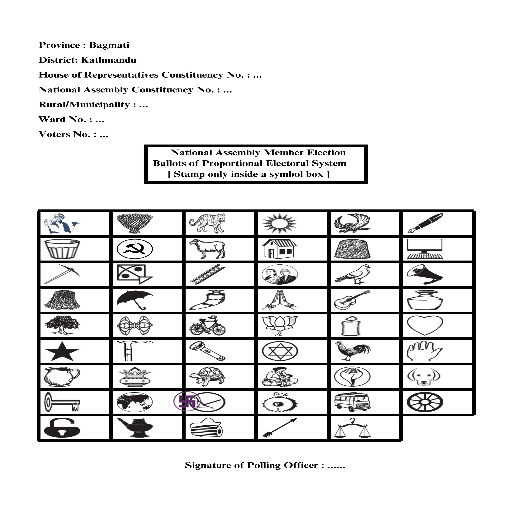 Province : Bagmati
District: Kathmandu
House of Representatives Constituency No. : ...
National Assembly Constituency No. : ...
Rural/Municipality : ...
Ward No. : ...
Voters No. : ...
National Assembly Member Election
Ballots of Proportional Electoral System
[ Stamp only inside a symbol box ]
Signature of Polling Officer : ......